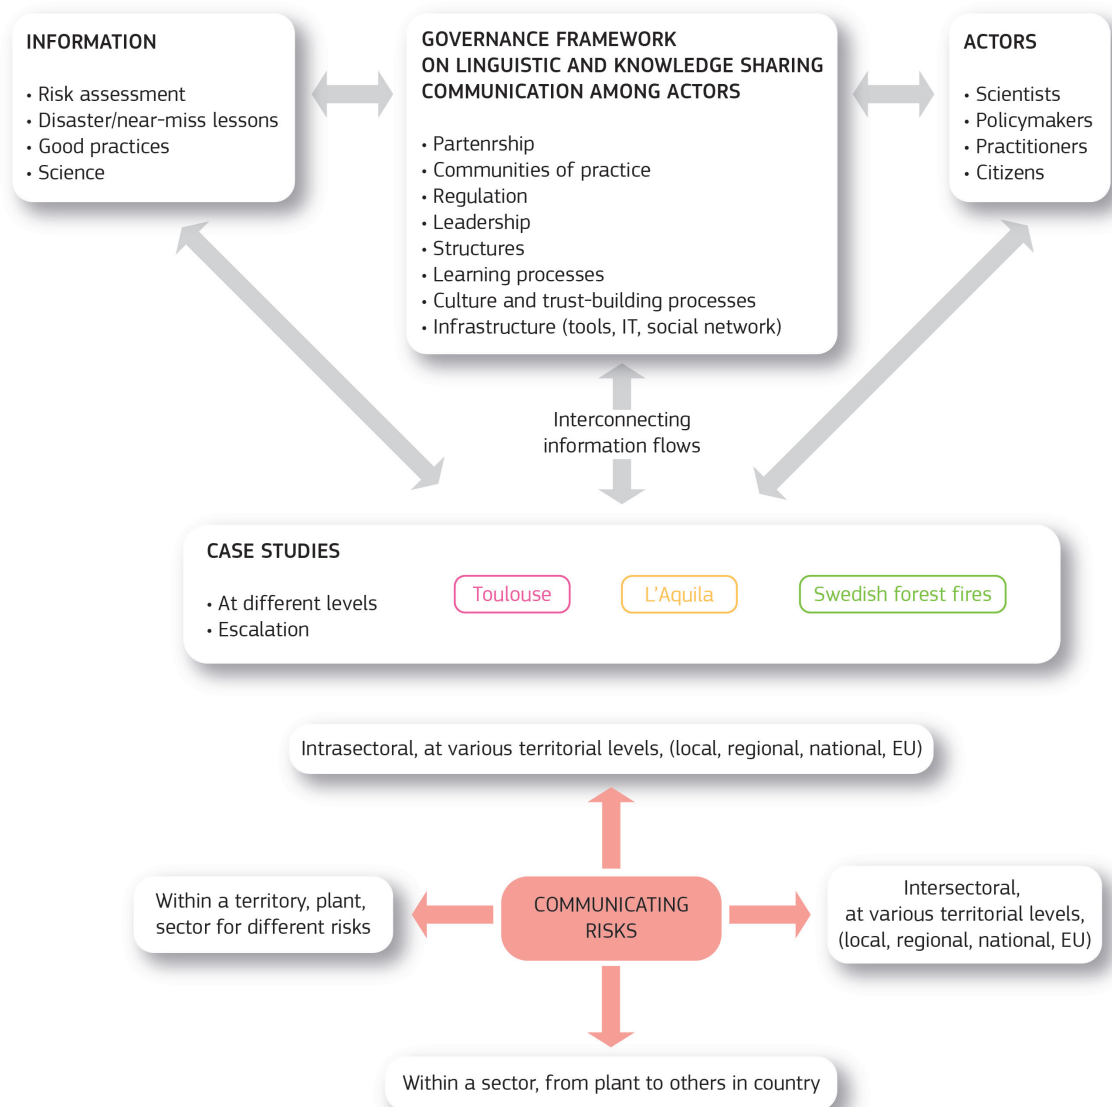 INFORMATION
• Risk assessment
• Disaster/near-miss lessons
• Good practices
• Science
GOVERNANCE FRAMEWORK
ON LINGUISTIC AND KNOWLEDGE SHARING
COMMUNICATION AMONG ACTORS
• Partenrship
• Communities of practice
• Regulation
• Leadership
• Structures
• Learning processes
• Culture and trust-building processes
• Infrastructure (tools, IT, social network)
ACTORS
• Scientists
• Policymakers
• Practitioners
• Citizens
Interconnecting
information flows
CASE STUDIES
• At different levels
• Escalation
Toulouse
L'Aquila
Swedish forest fires
Intrasectoral, at various territorial levels, (local, regional, national, EU)
Within a territory, plant,
sector for different risks
COMMUNICATING
RISKS
Intersectoral,
at various territorial levels,
(local, regional, national, EU)
Within a sector, from plant to others in country